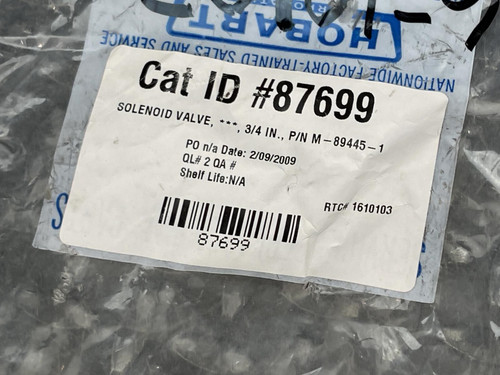 HOBART
NATIONWIDE FACTORY-TRAINED SALES AND SERVICE
Cat ID #87699
SOLENOID VALVE, ***, 3/4 IN., P/N M-89445-1
PO n/a Date: 2/09/2009
QL# 2 QA #
Shelf Life:N/A
RTC# 1610103
87699